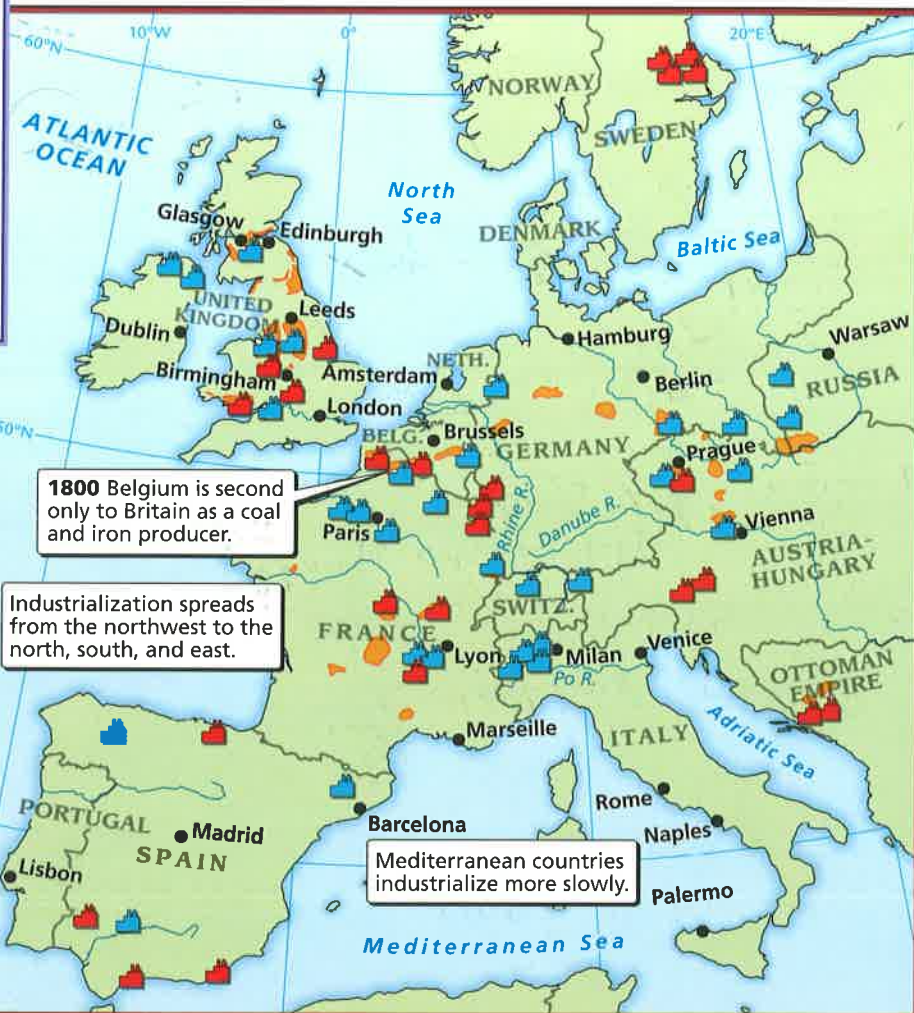 60°N
10°W
0°
20°E
NORWAY
SWEDEN
ATLANTIC
OCEAN
North
Sea
Glasgow
Edinburgh
DENMARK
Baltic Sea
UNITED
KINGDOM
Leeds
Dublin
Hamburg
Warsaw
NETH.
Birmingham
Amsterdam
Berlin
RUSSIA
London
50°N
BELG.
Brussels
GERMANY
Prague
1800 Belgium is second
only to Britain as a coal
and iron producer.
Paris
Rhine R.
Danube R.
Vienna
AUSTRIA-
HUNGARY
Industrialization spreads
from the northwest to the
north, south, and east.
SWITZ.
FRANCE
Lyon
Milan
Venice
Po R.
OTTOMAN
EMPIRE
Marseille
ITALY
Adriatic Sea
PORTUGAL
Madrid
SPAIN
Barcelona
Rome
Naples
Lisbon
Mediterranean countries
industrialize more slowly.
Palermo
Mediterranean Sea